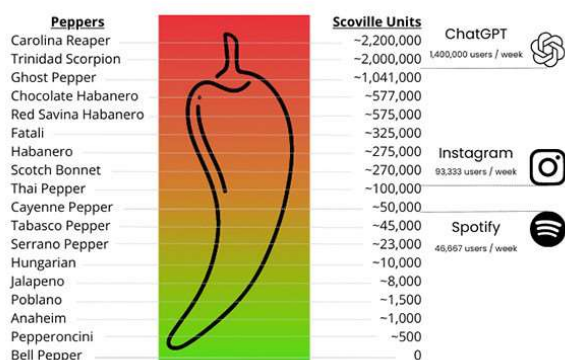 Peppers Scoville Units
Carolina Reaper ~2,200,000
Trinidad Scorpion ~2,000,000
Ghost Pepper ~1,041,000
Chocolate Habanero ~577,000
Red Savina Habanero ~575,000
Fatali ~325,000
Habanero ~275,000
Scotch Bonnet ~270,000
Thai Pepper ~100,000
Cayenne Pepper ~50,000
Tabasco Pepper ~45,000
Serrano Pepper ~23,000
Hungarian ~10,000
Jalapeno ~8,000
Poblano ~1,500
Anaheim ~1,000
Pepperoncini ~500
Bell Pepper 0
ChatGPT
1,400,000 users / week
Instagram
93,333 users / week
Spotify
46,667 users / week